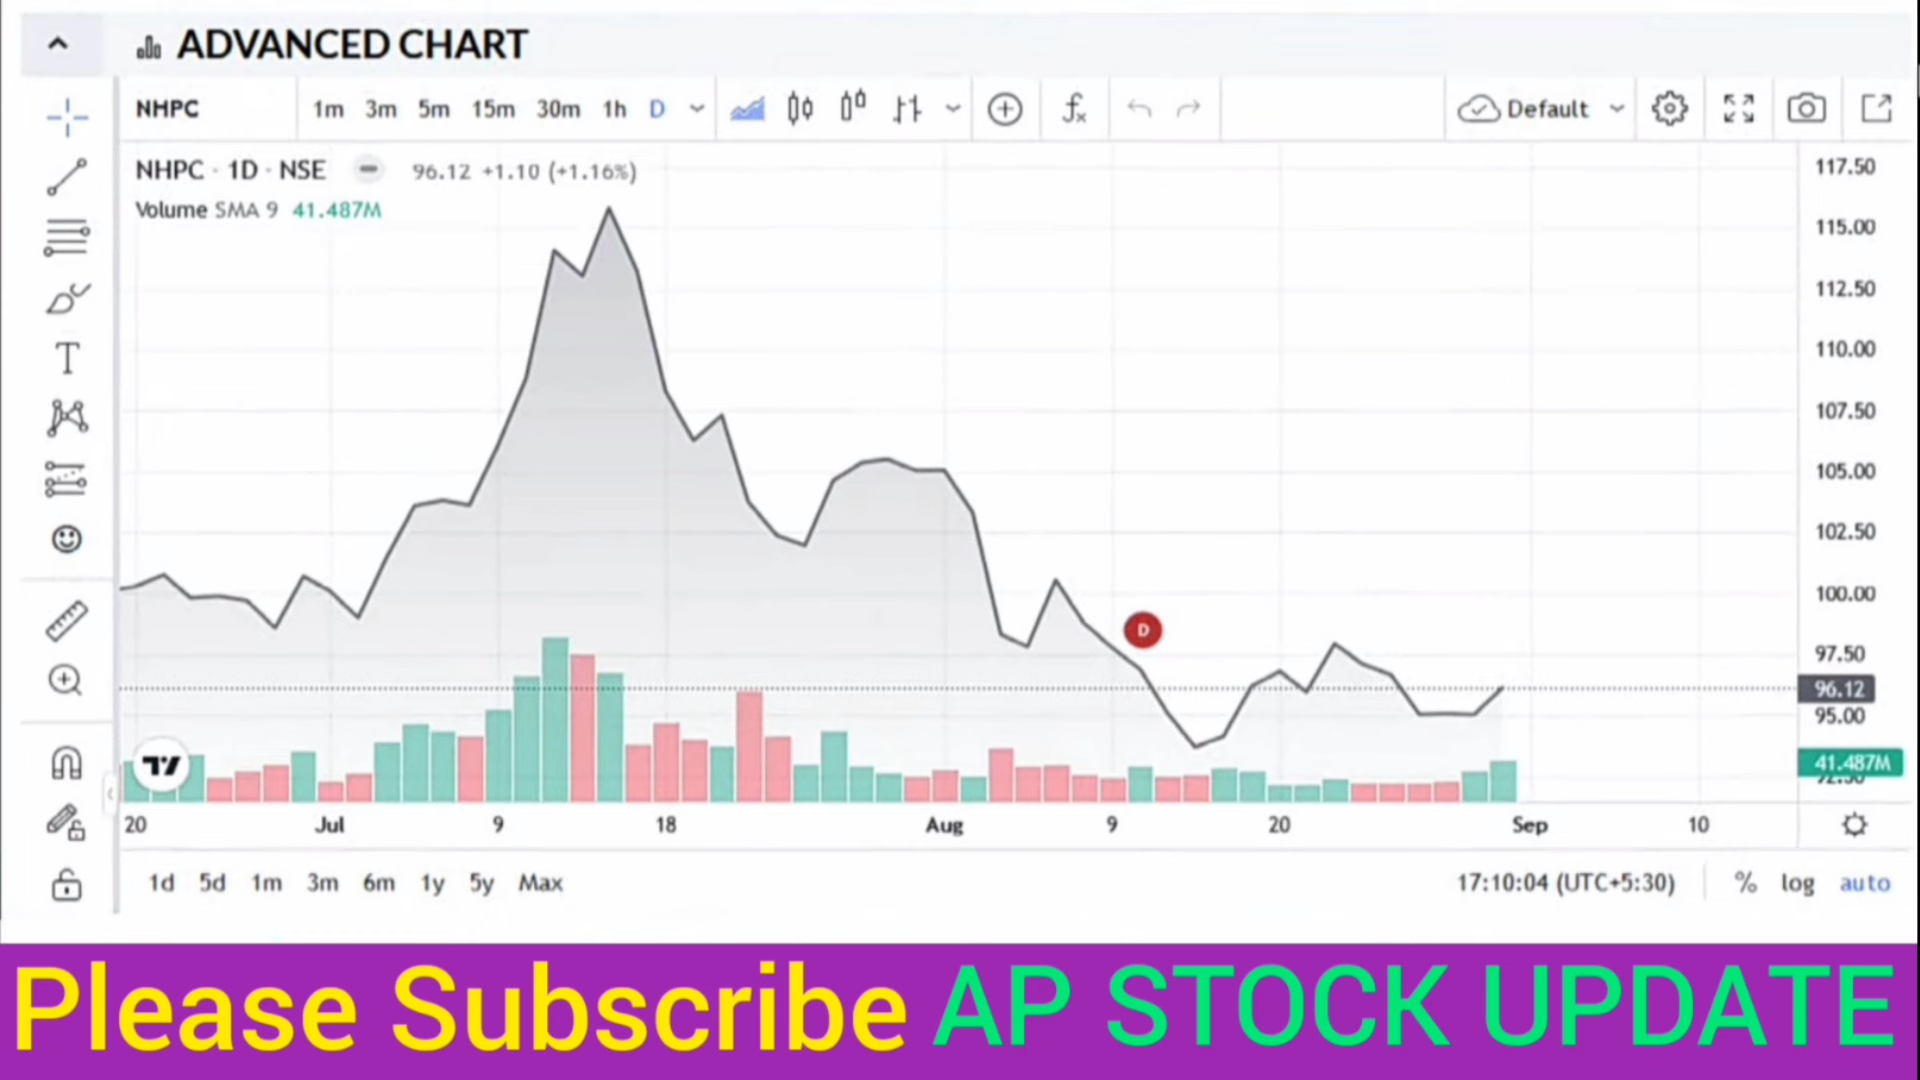 ADVANCED CHART
NHPC 1m 3m 5m 15m 30m 1h D fx Default
NHPC · 1D · NSE 96.12 +1.10 (+1.16%)
Volume SMA 9 41.487M
117.50
115.00
112.50
110.00
107.50
105.00
102.50
100.00
D
97.50
96.12
95.00
41.487M
20 Jul 9 18 Aug 9 20 Sep 10
1d 5d 1m 3m 6m 1y 5y Max 17:10:04 (UTC+5:30) % log auto
Please Subscribe AP STOCK UPDATE